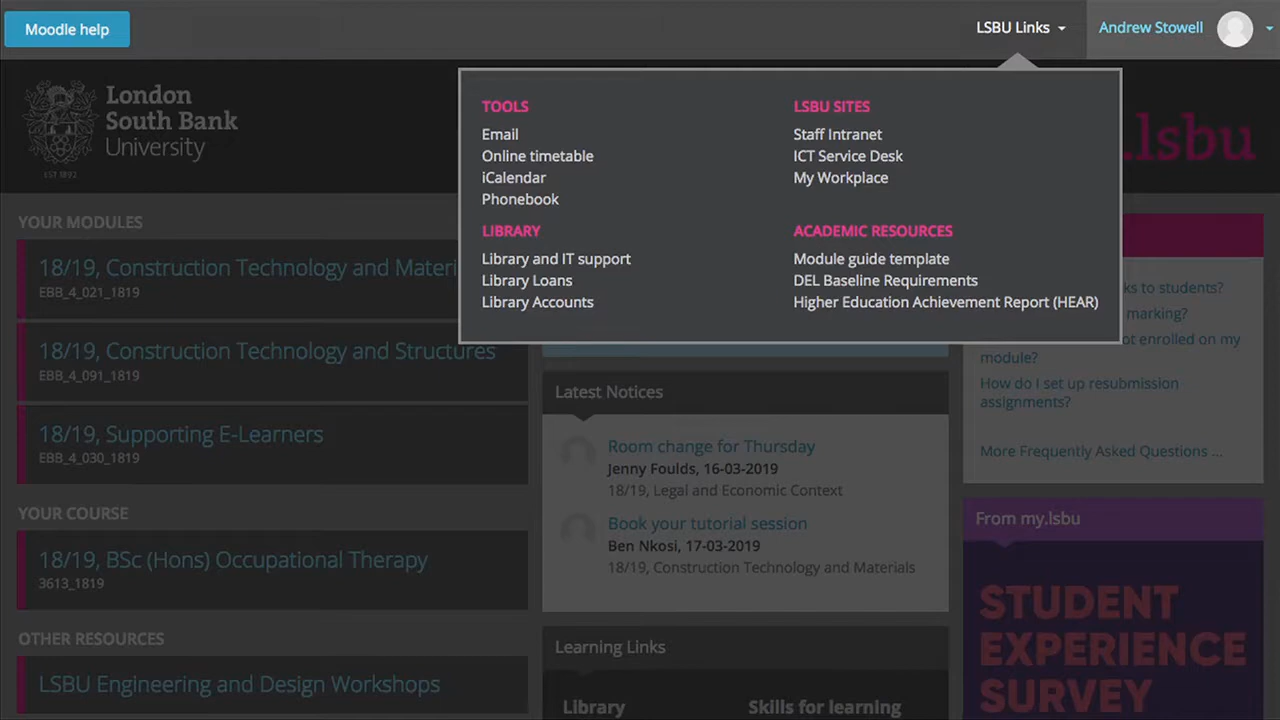 Moodle help
LSBU Links
Andrew Stowell
London
South Bank
University
EST 1892
.lsbu
TOOLS
Email
Online timetable
iCalendar
Phonebook
LIBRARY
Library and IT support
Library Loans
Library Accounts
LSBU SITES
Staff Intranet
ICT Service Desk
My Workplace
ACADEMIC RESOURCES
Module guide template
DEL Baseline Requirements
Higher Education Achievement Report (HEAR)
YOUR MODULES
18/19, Construction Technology and Materi
EBB_4_021_1819
18/19, Construction Technology and Structures
EBB_4_091_1819
18/19, Supporting E-Learners
EBB_4_030_1819
YOUR COURSE
18/19, BSc (Hons) Occupational Therapy
3613_1819
OTHER RESOURCES
LSBU Engineering and Design Workshops
Latest Notices
Room change for Thursday
Jenny Foulds, 16-03-2019
18/19, Legal and Economic Context
Book your tutorial session
Ben Nkosi, 17-03-2019
18/19, Construction Technology and Materials
Learning Links
Library
Skills for learning
ks to students?
marking?
ot enrolled on my
module?
How do I set up resubmission
assignments?
More Frequently Asked Questions ...
From my.lsbu
STUDENT
EXPERIENCE
SURVEY